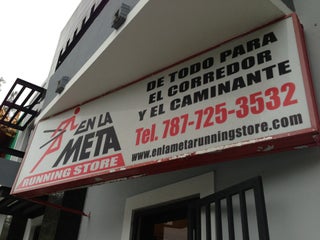 EN LA
META
RUNNING STORE
DE TODO PARA
EL CORREDOR
Y EL CAMINANTE
Tel. 787-725-3532
www.enlametarunningstore.com